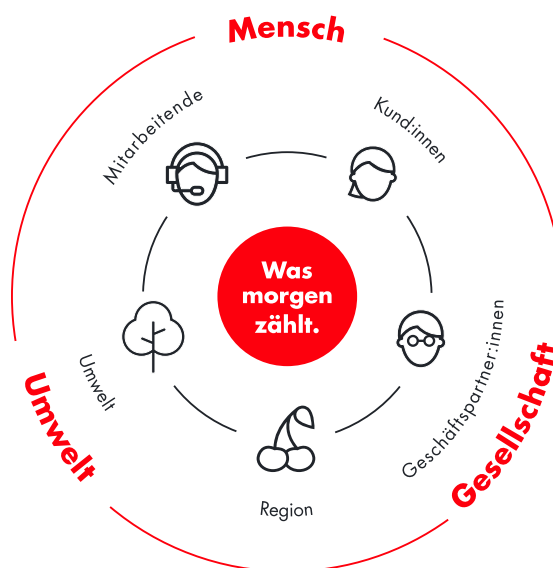 Mensch
Mitarbeitende
Kund:innen
Was
morgen
zählt.
Umwelt
Geschäftspartner:innen
Umwelt
Gesellschaft
Region